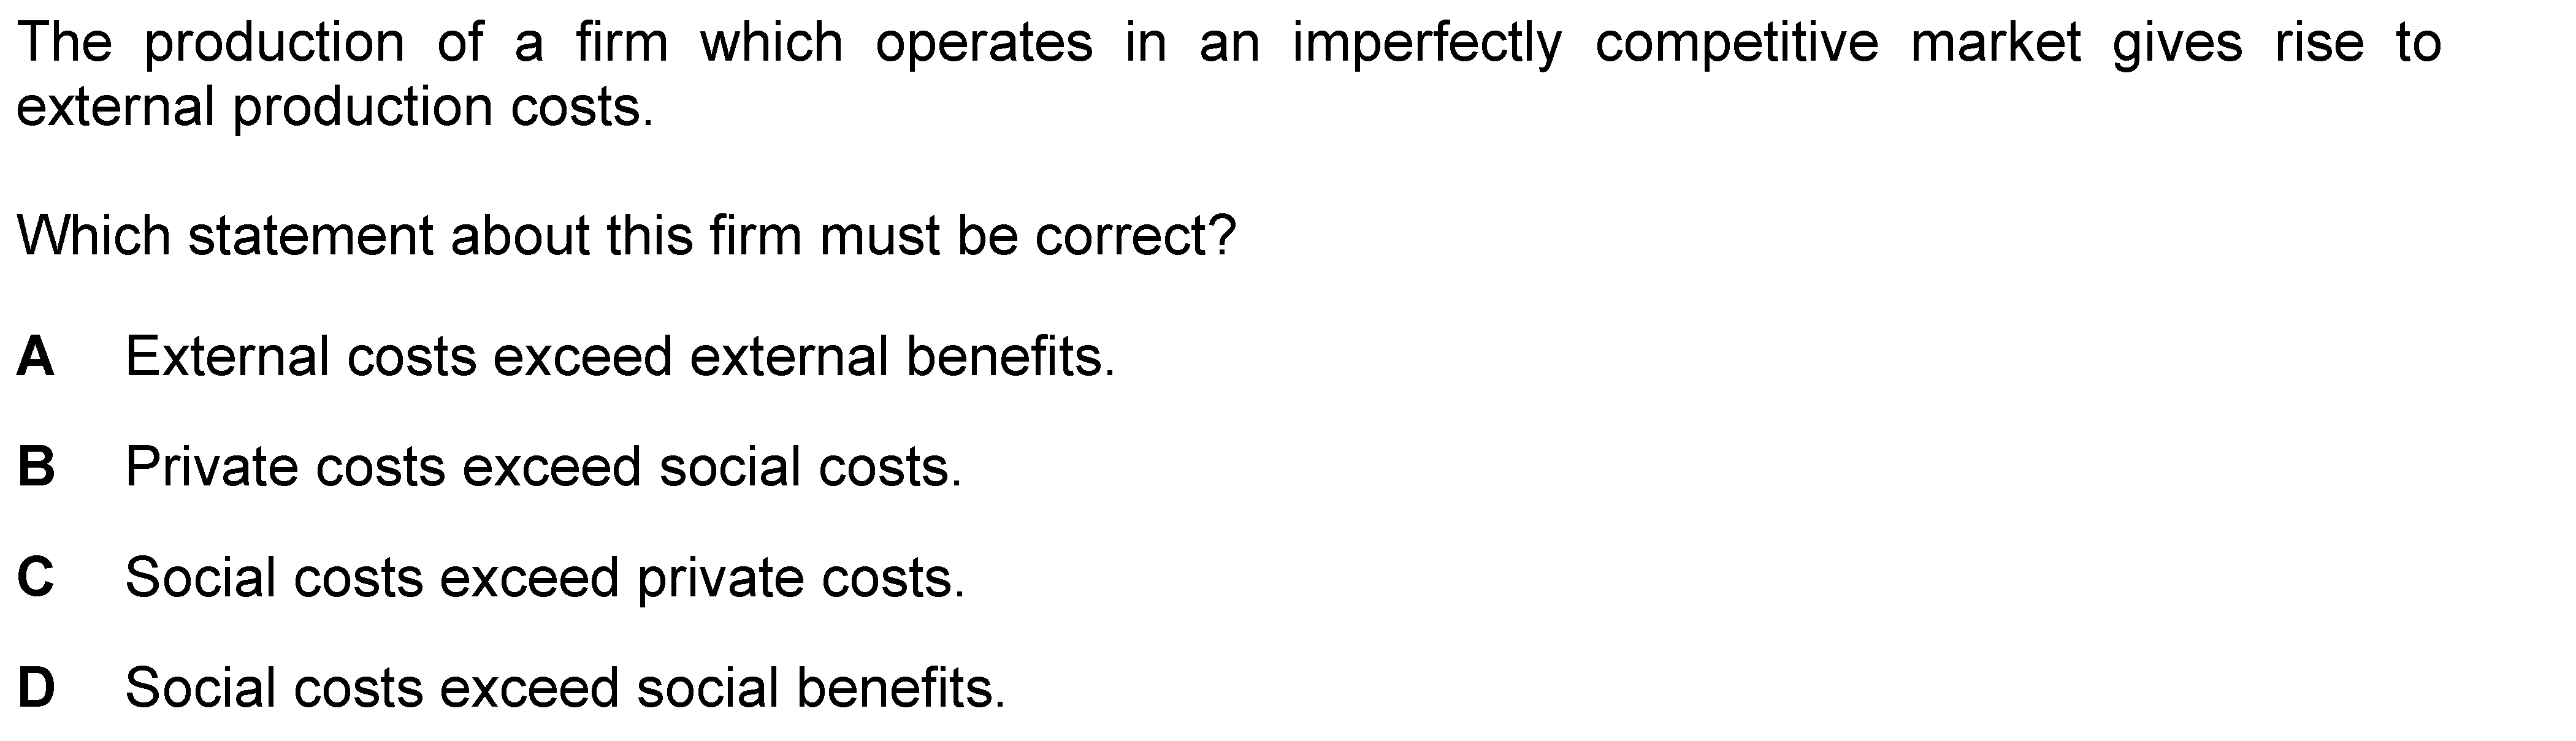 The production of a firm which operates in an imperfectly competitive market gives rise to
external production costs.
Which statement about this firm must be correct?
A External costs exceed external benefits.
B Private costs exceed social costs.
C Social costs exceed private costs.
D Social costs exceed social benefits.